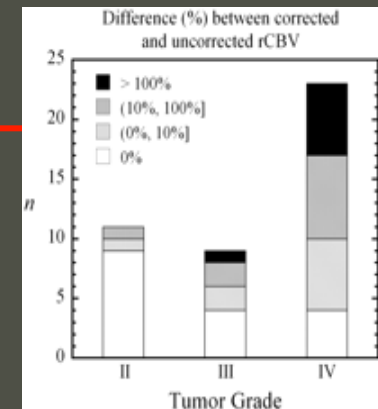 Difference (%) between corrected
and uncorrected rCBV
25
20
15
10
5
0
n
> 100%
(10%, 100%]
(0%, 10%]
0%
II III IV
Tumor Grade